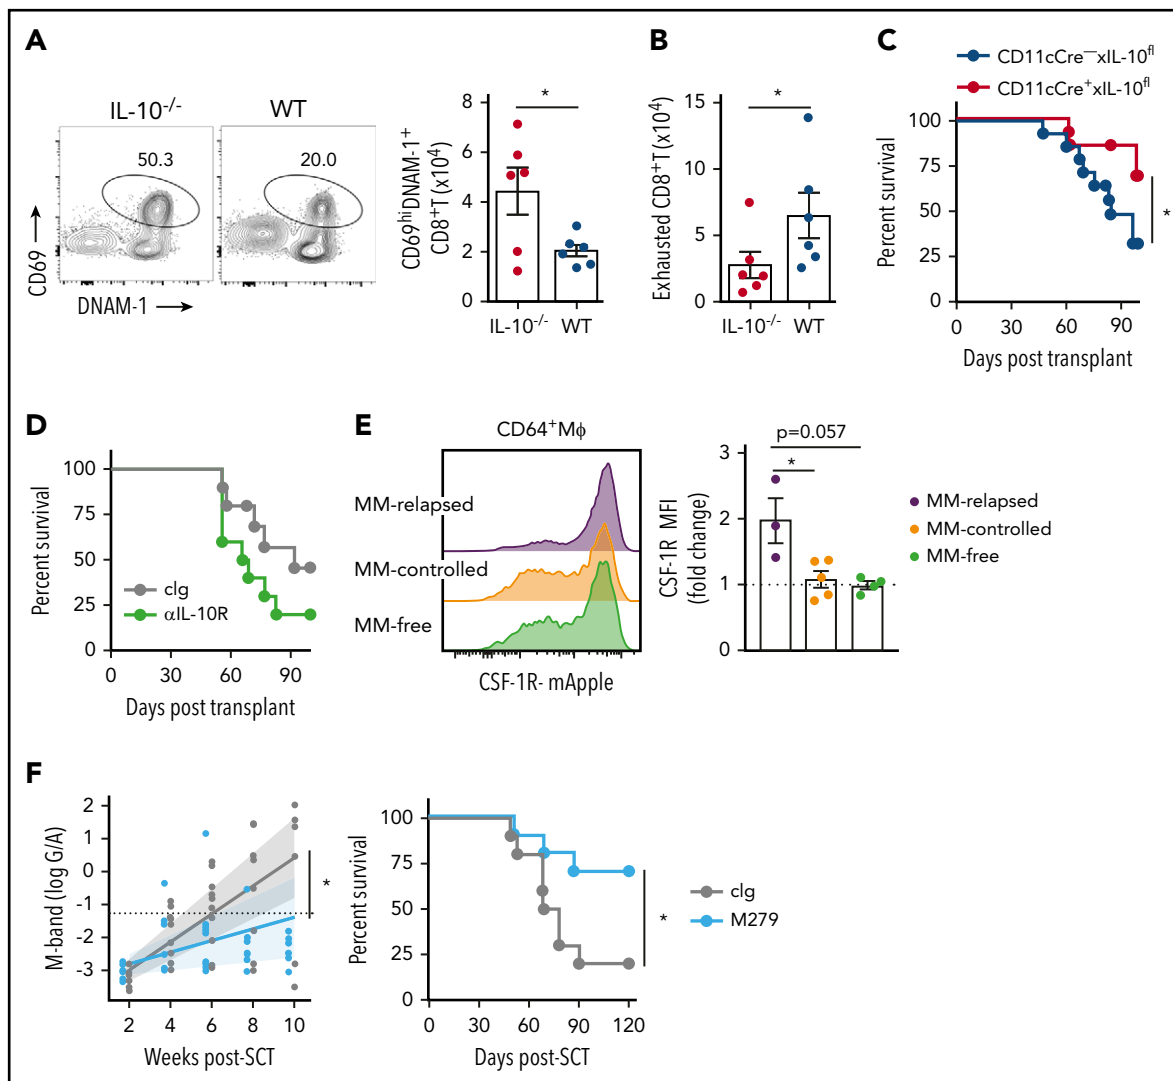 A
IL-10-/-
WT
50.3
20.0
CD69
DNAM-1
CD69hiDNAM-1+
CD8+T (x104)
8
6
4
2
0
*
IL-10-/- WT
B
Exhausted CD8+T (x104)
15
10
5
0
*
IL-10-/- WT
C
CD11cCre—xIL-10fl
CD11cCre+xIL-10fl
Percent survival
100
75
50
25
0 30 60 90
*
Days post transplant
D
Percent survival
100
75
50
25
0
cIg
αIL-10R
0 30 60 90
Days post transplant
E
CD64+Mϕ
MM-relapsed
MM-controlled
MM-free
CSF-1R- mApple
CSF-1R MFI
(fold change)
3
2
1
0
p=0.057
*
MM-relapsed
MM-controlled
MM-free
F
M-band (log G/A)
2
1
0
-1
-2
-3
*
2 4 6 8 10
Weeks post-SCT
Percent survival
100
75
50
25
0
0 30 60 90 120
Days post-SCT
cIg
M279
*